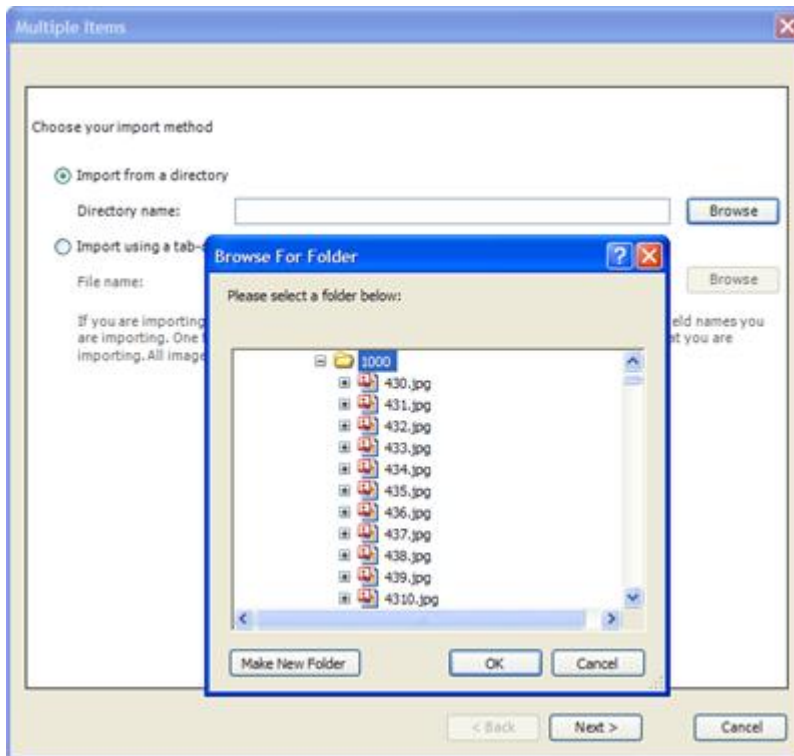 Multiple Items
Choose your import method
Import from a directory
Directory name:
Browse
Import using a tab-
File name:
Browse
If you are importing
eld names you
are importing. One
at you are
importing. All image
Browse For Folder
Please select a folder below:
1000
430.jpg
431.jpg
432.jpg
433.jpg
434.jpg
435.jpg
436.jpg
437.jpg
438.jpg
439.jpg
4310.jpg
Make New Folder
OK
Cancel
< Back
Next >
Cancel